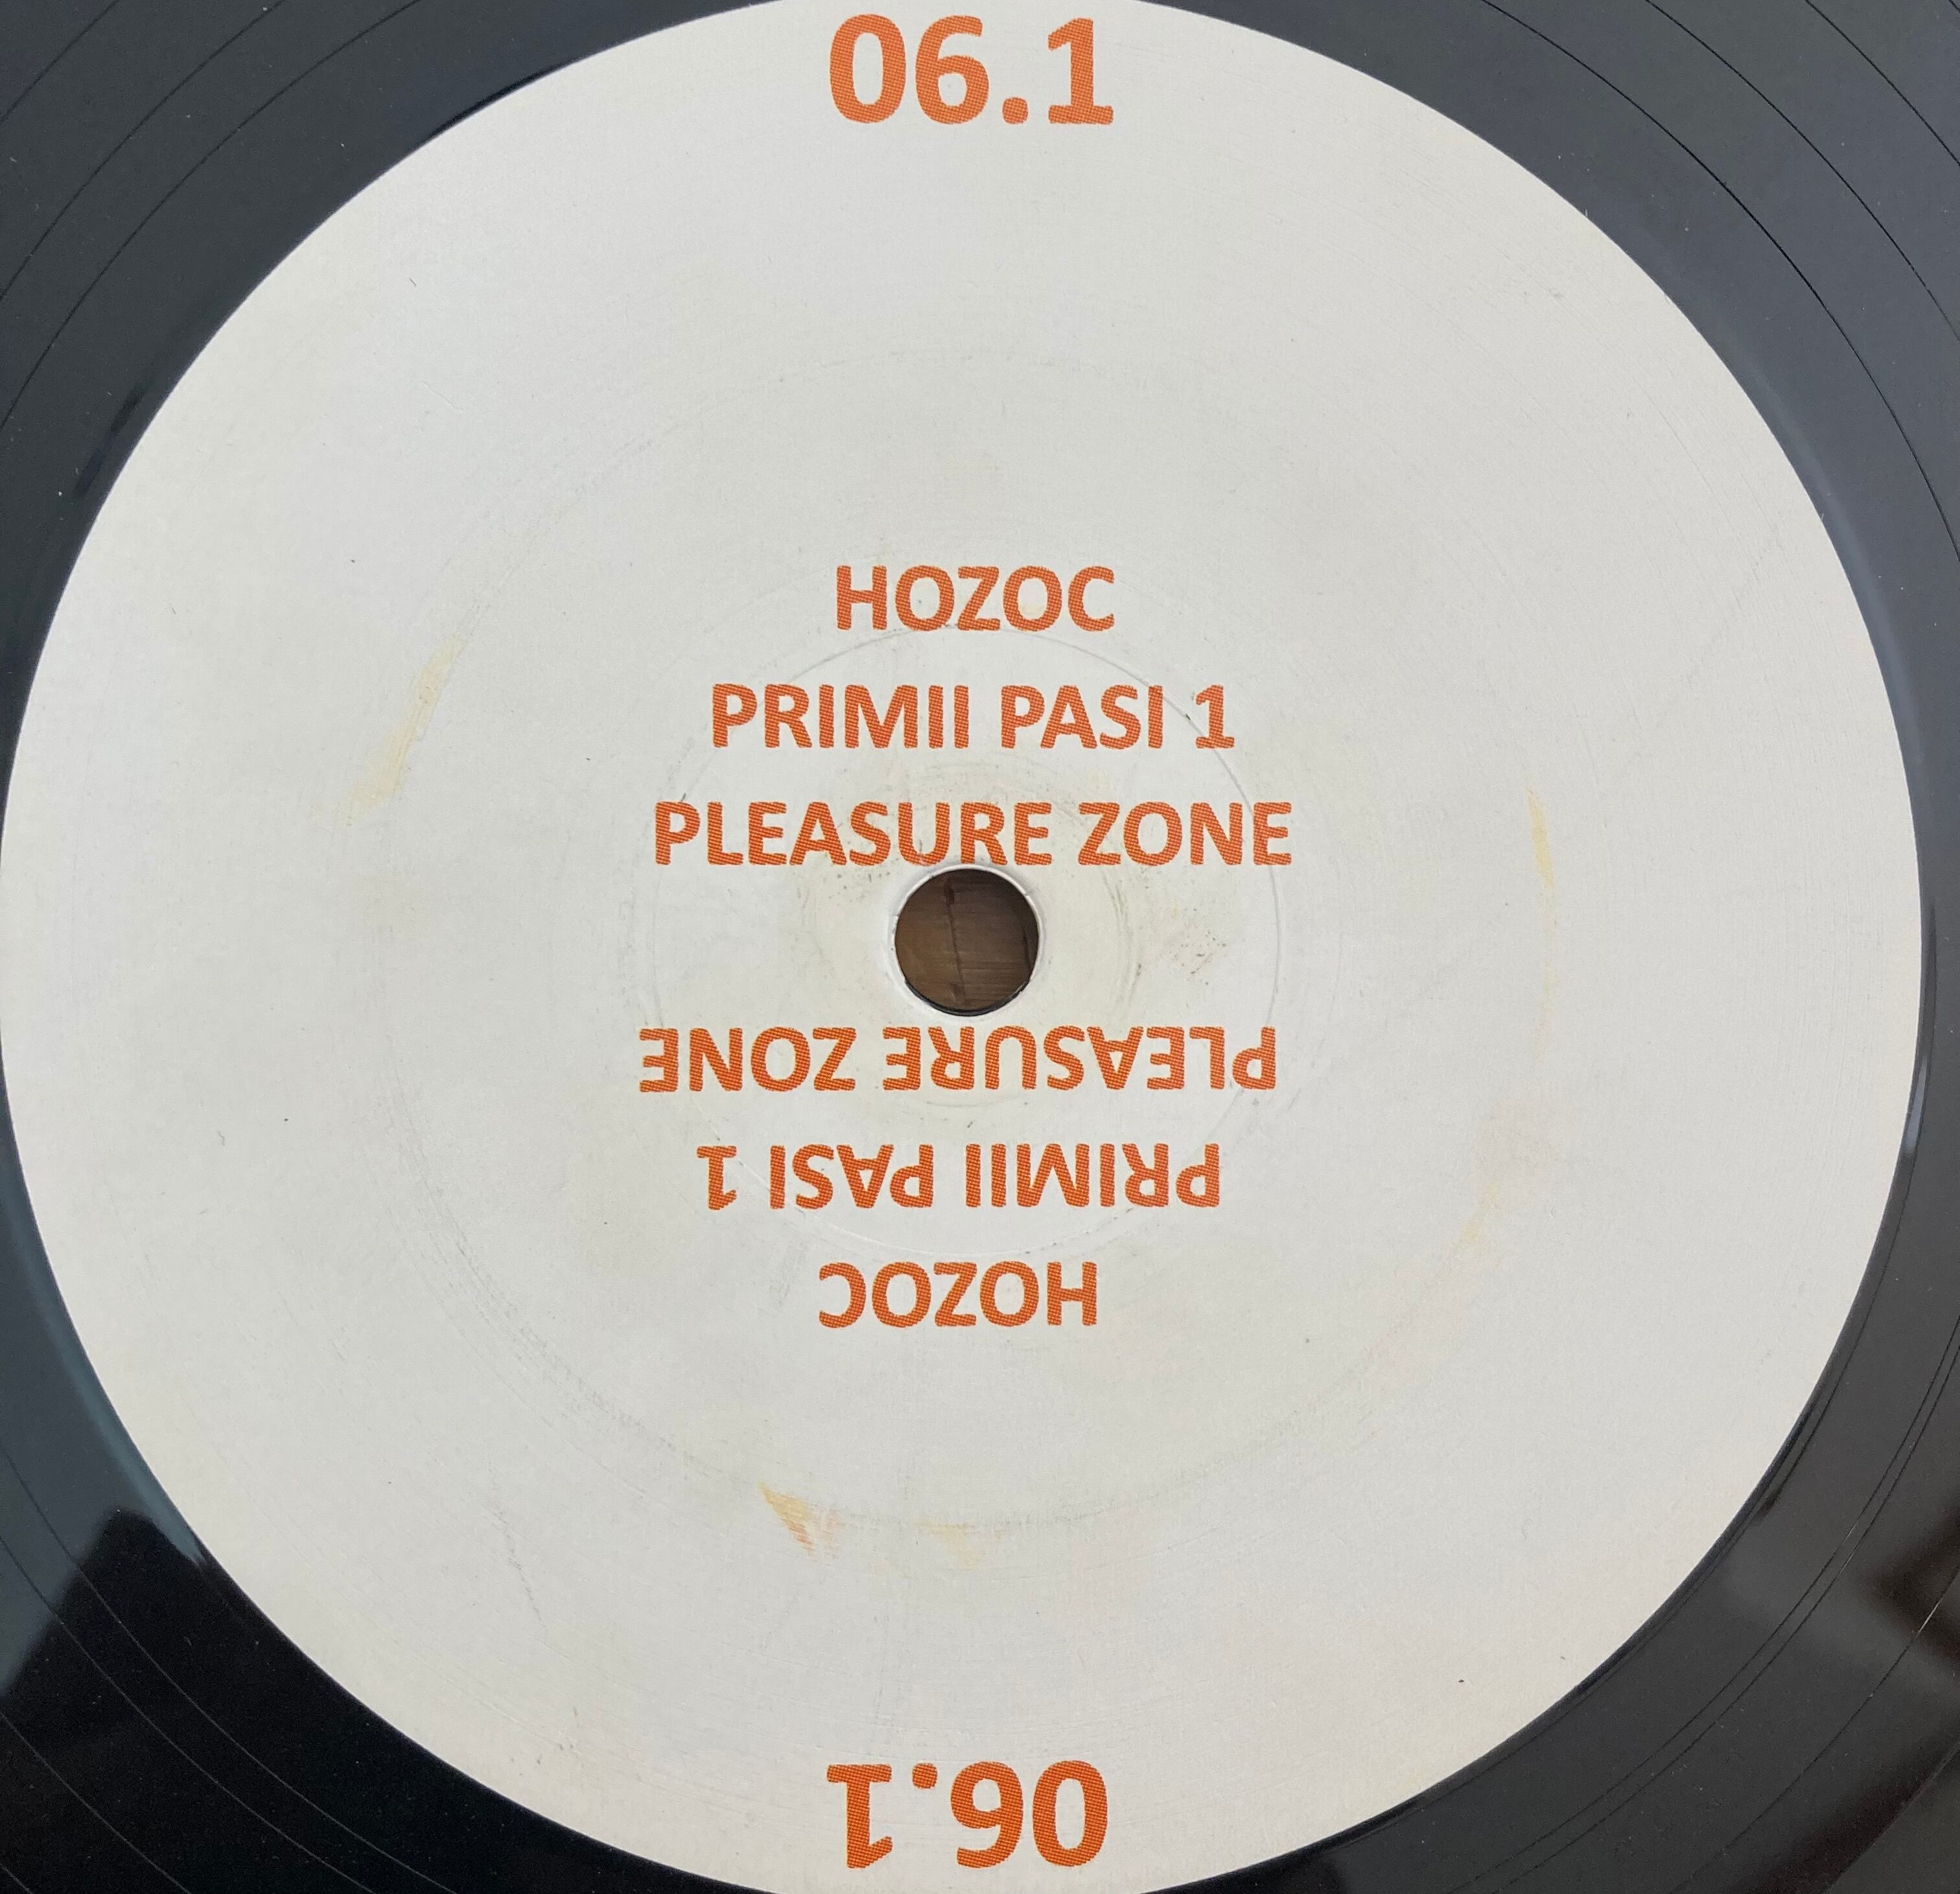 06.1
HOZOC
PRIMII PASI 1
PLEASURE ZONE
PLEASURE ZONE
PRIMII PASI 1
HOZOC
06.1